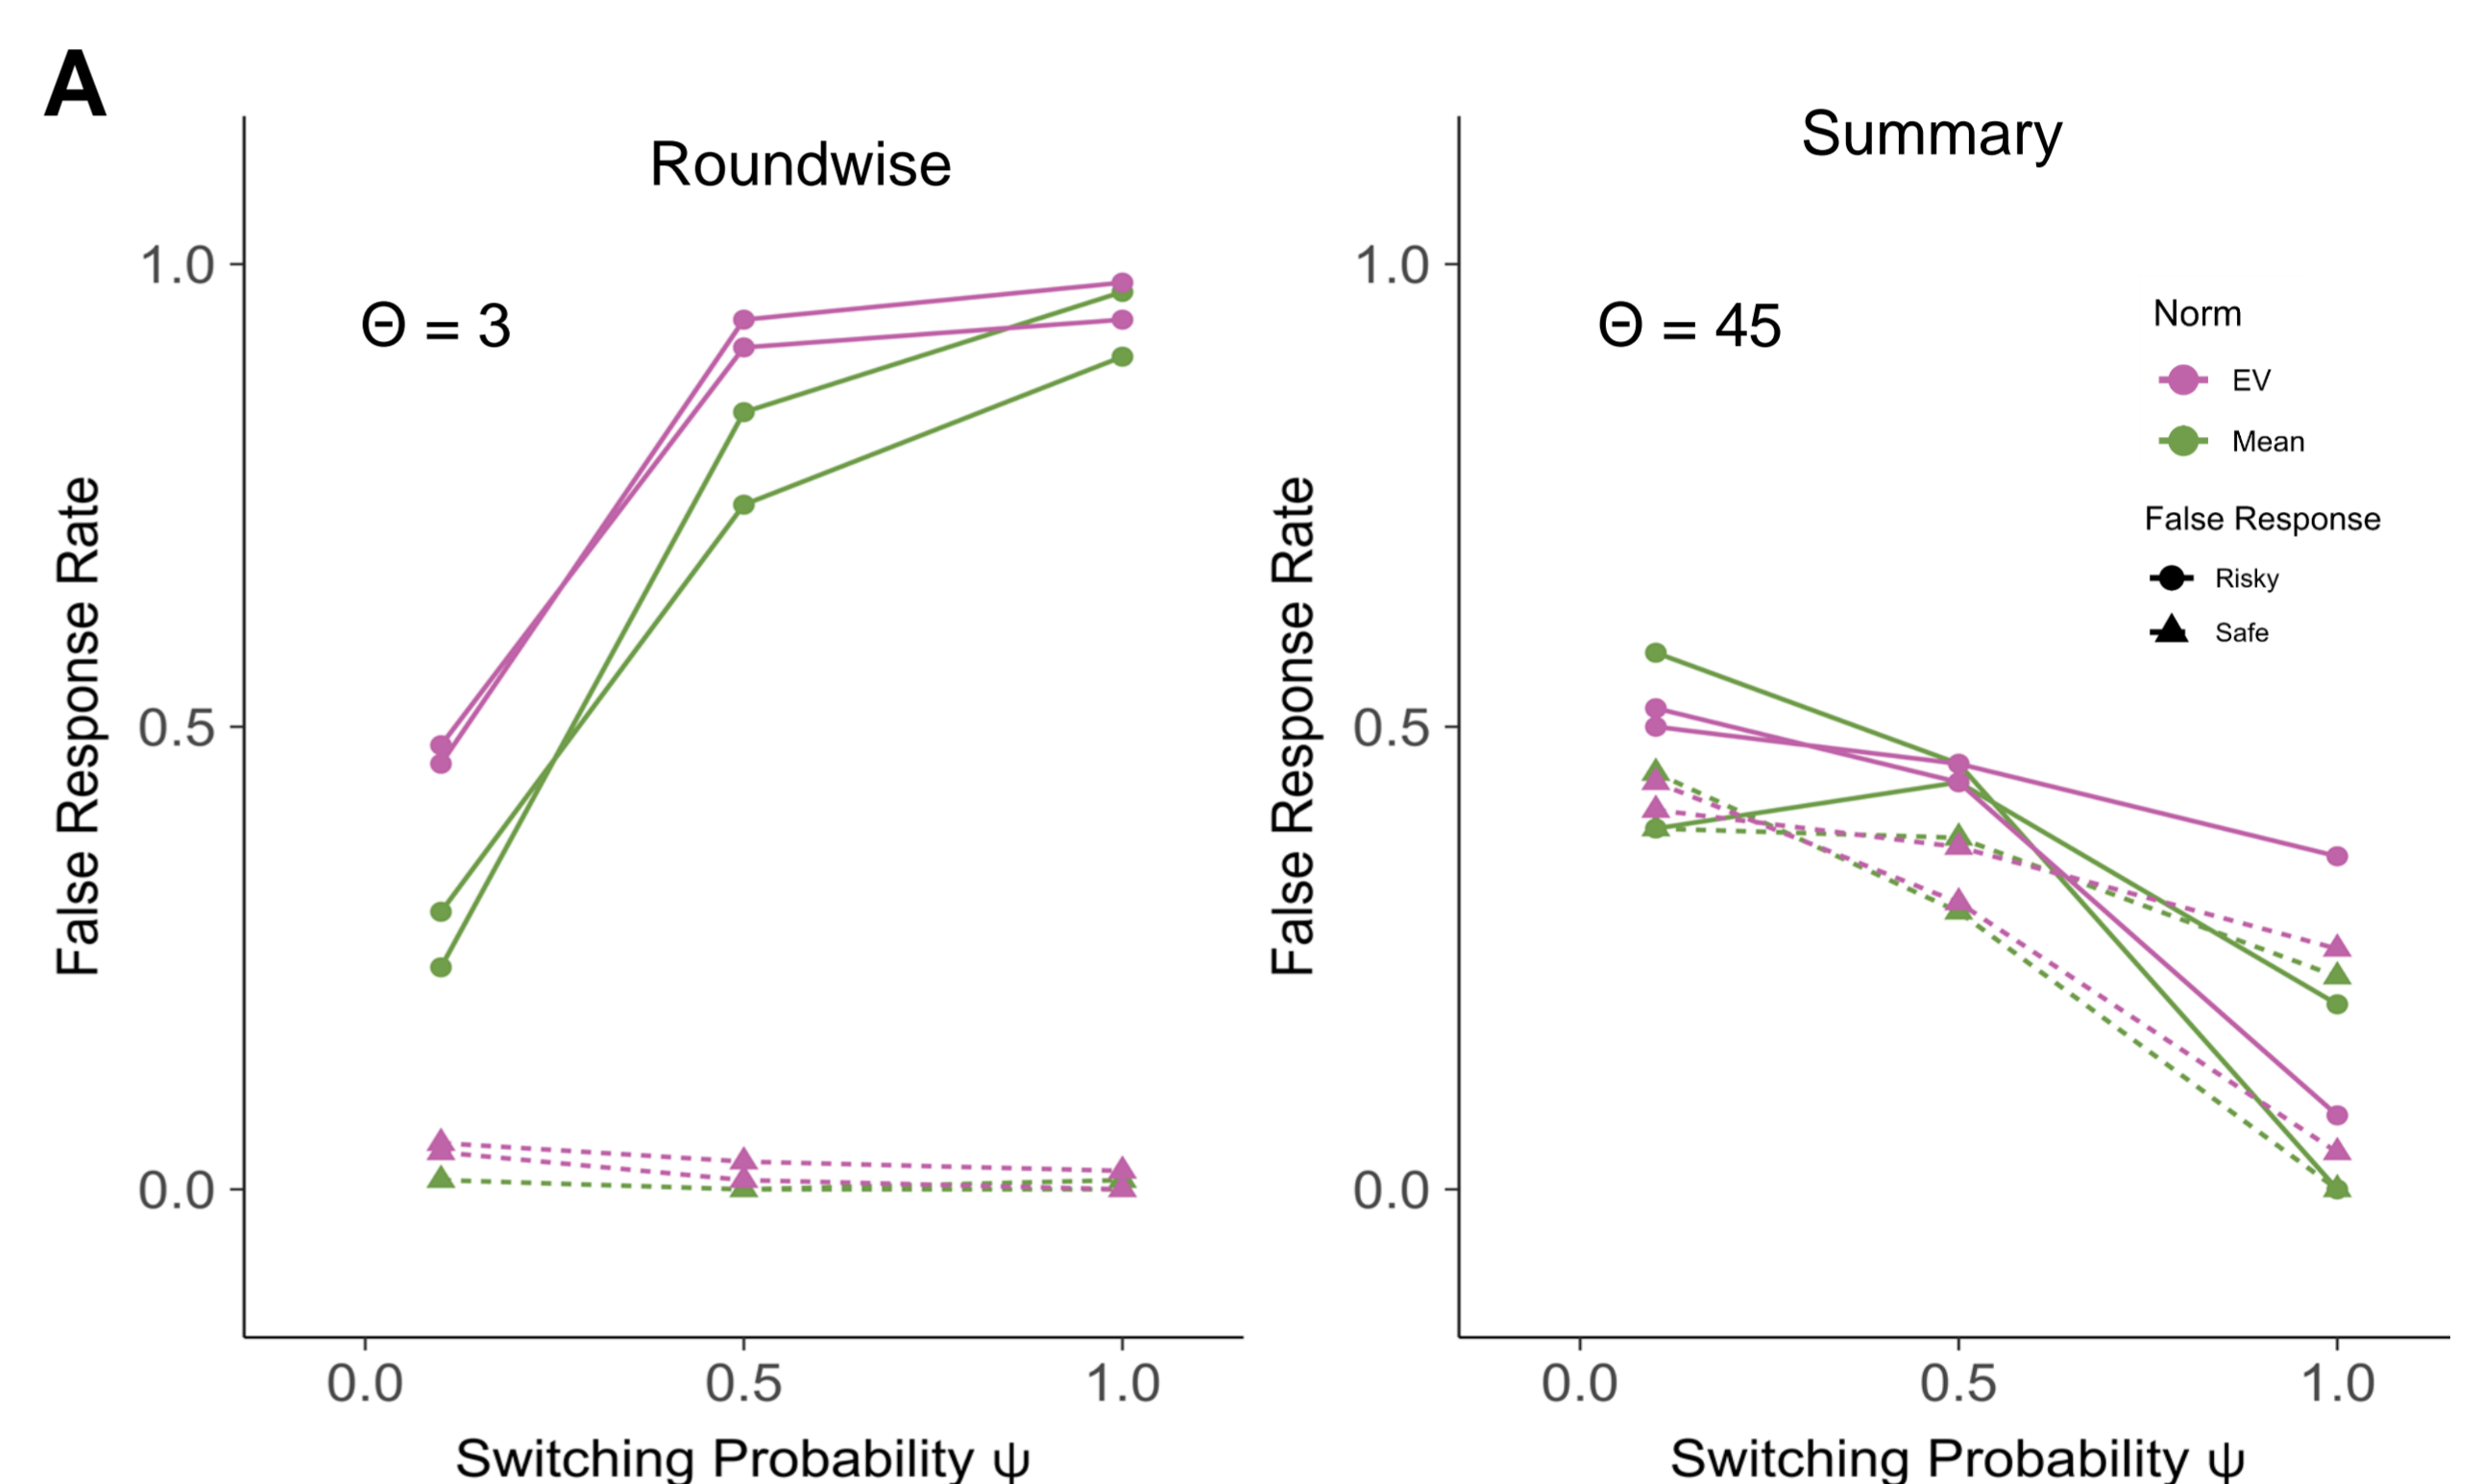 A
Roundwise
Θ = 3
False Response Rate
1.0
0.5
0.0
0.0 0.5 1.0
Switching Probability ψ
Summary
Θ = 45
False Response Rate
1.0
0.5
0.0
0.0 0.5 1.0
Switching Probability ψ
Norm
EV
Mean
False Response
Risky
Safe